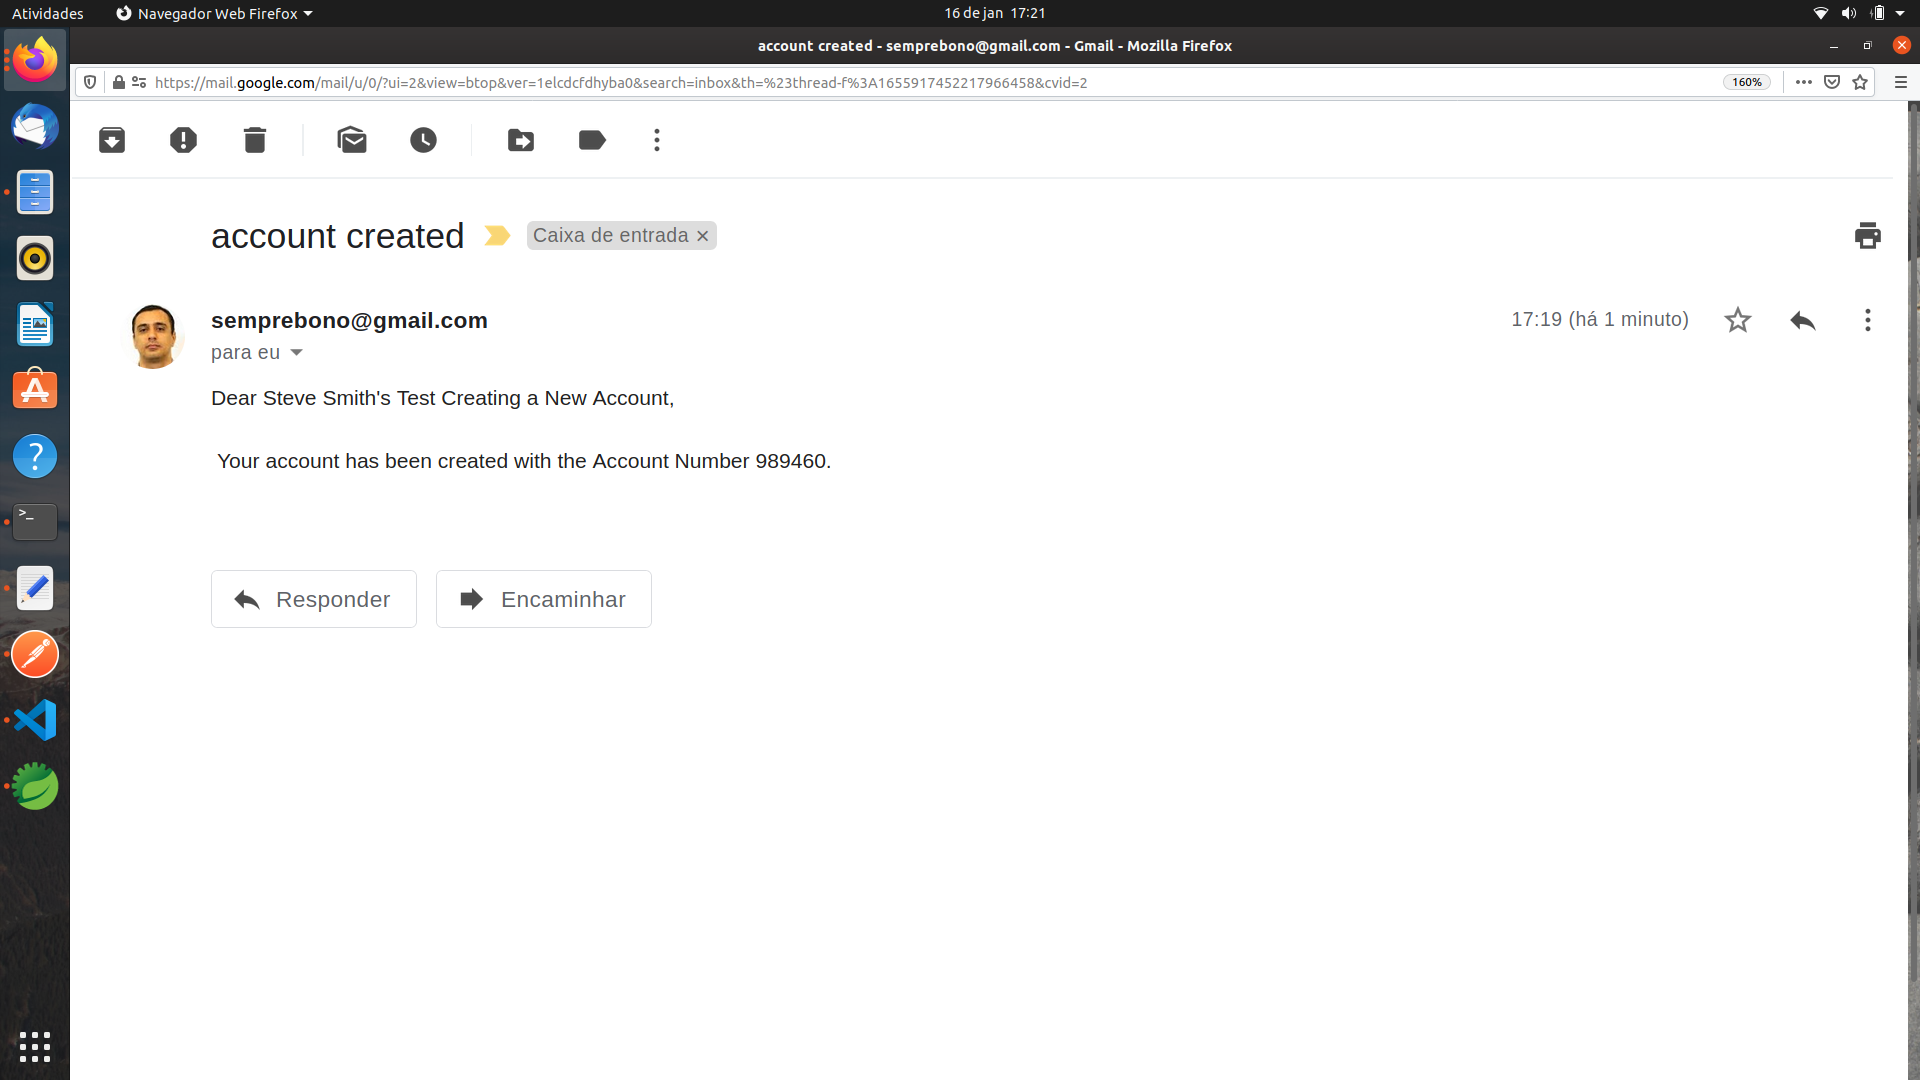 Atividades
Navegador Web Firefox
16 de jan 17:21
account created - semprebono@gmail.com - Gmail - Mozilla Firefox
https://mail.google.com/mail/u/0/?ui=2&view=btop&ver=1elcdcfdhyba0&search=inbox&th=%23thread-f%3A1655917452217966458&cvid=2
160%
account created
Caixa de entrada
semprebono@gmail.com
17:19 (há 1 minuto)
para eu
Dear Steve Smith's Test Creating a New Account,
Your account has been created with the Account Number 989460.
Responder
Encaminhar